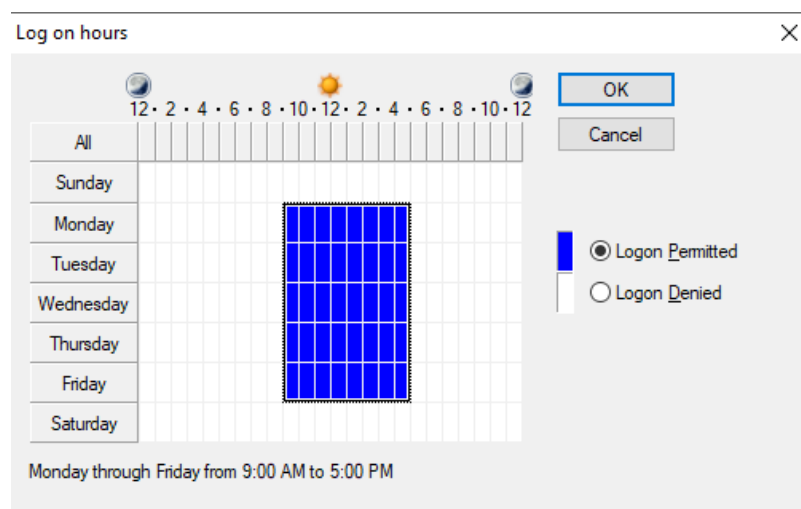 Log on hours
12 · 2 · 4 · 6 · 8 · 10 · 12 · 2 · 4 · 6 · 8 · 10 · 12
OK
All
Cancel
Sunday
Monday
Tuesday
Logon Permitted
Wednesday
Logon Denied
Thursday
Friday
Saturday
Monday through Friday from 9:00 AM to 5:00 PM